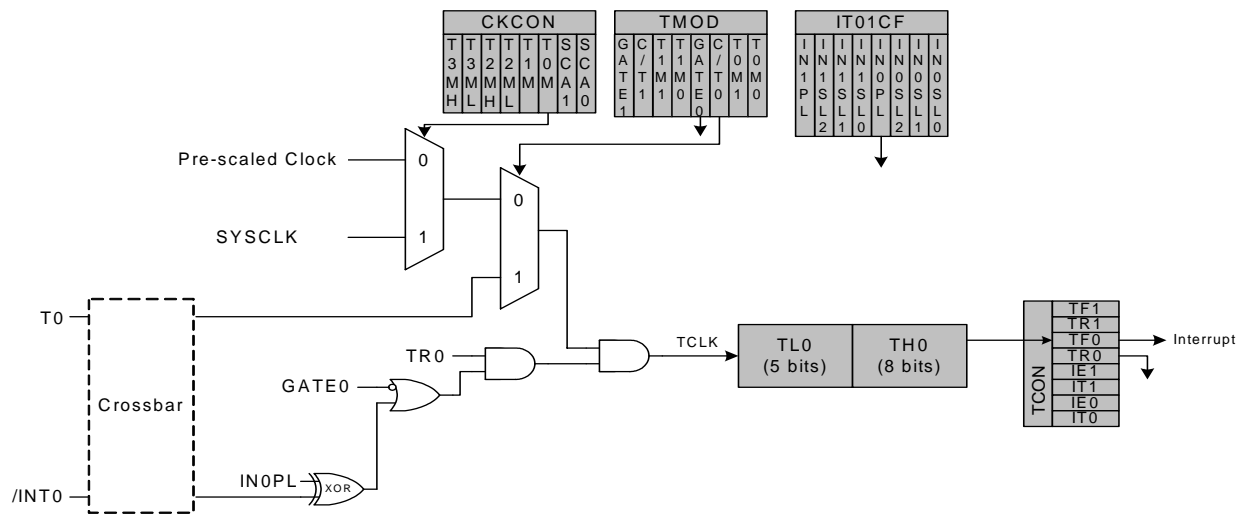 CKCON
T3MH T3ML T2MH T2ML T1M T0M SCA1 SCA0
TMOD
GATE1 C/T1 T1M1 T1M0 GATE0 C/T0 T0M1 T0M0
IT01CF
IN1PL IN1SL2 IN1SL1 IN1SL0 IN0PL IN0SL2 IN0SL1 IN0SL0
Pre-scaled Clock
0
SYSCLK
1
0
1
T0
Crossbar
/INT0
TR0
GATE0
IN0PL
XOR
TCLK
TL0
(5 bits)
TH0
(8 bits)
TCON
TF1
TR1
TF0
TR0
IE1
IT1
IE0
IT0
Interrupt